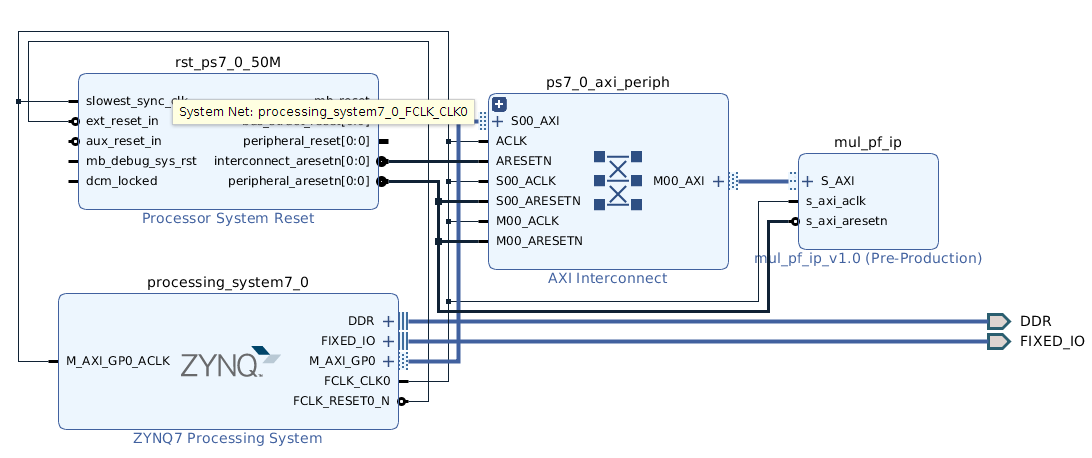 rst_ps7_0_50M
slowest_sync_clk
ext_reset_in
aux_reset_in
mb_debug_sys_rst
dcm_locked
peripheral_reset[0:0]
interconnect_aresetn[0:0]
peripheral_aresetn[0:0]
Processor System Reset
System Net: processing_system7_0_FCLK_CLK0
ps7_0_axi_periph
S00_AXI
ACLK
ARESETN
S00_ACLK
S00_ARESETN
M00_ACLK
M00_ARESETN
M00_AXI
AXI Interconnect
mul_pf_ip
S_AXI
s_axi_aclk
s_axi_aresetn
mul_pf_ip_v1.0 (Pre-Production)
processing_system7_0
M_AXI_GP0_ACLK
ZYNQ
DDR
FIXED_IO
M_AXI_GP0
FCLK_CLK0
FCLK_RESET0_N
ZYNQ7 Processing System
DDR
FIXED_IO